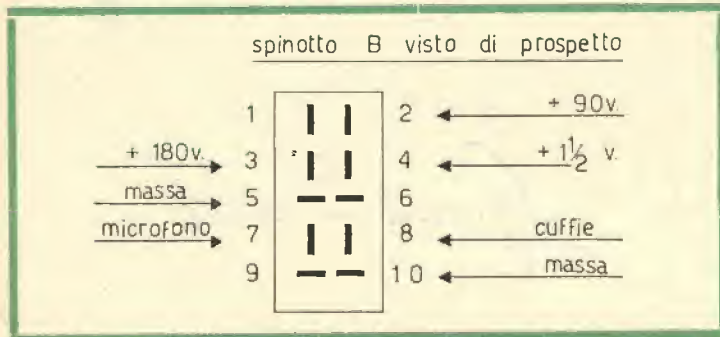 spinotto B visto di prospetto
1 2 + 90v.
+ 180v. 3 4 + 1½ v.
massa 5 6
microfono 7 8 cuffie
9 10 massa